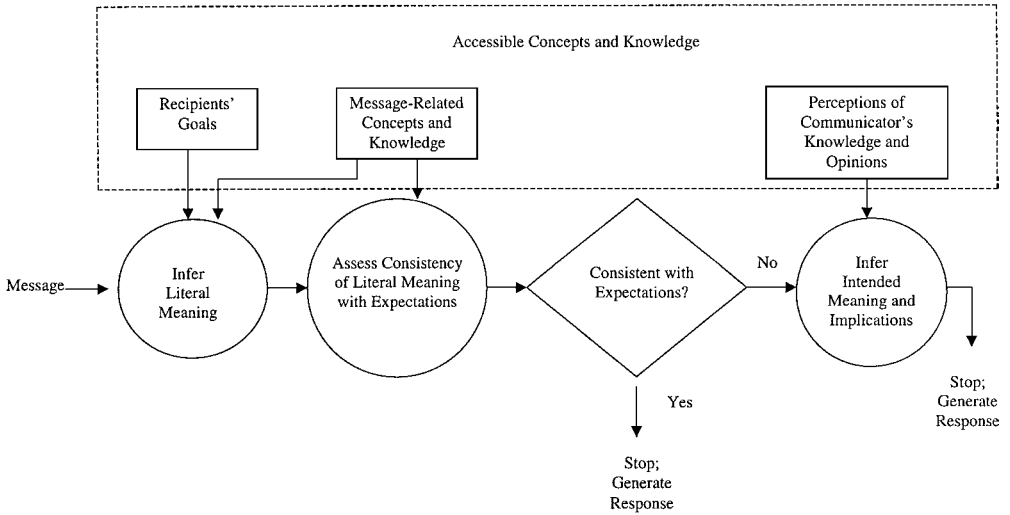 Accessible Concepts and Knowledge
Recipients'
Goals
Message-Related
Concepts and
Knowledge
Perceptions of
Communicator's
Knowledge and
Opinions
Message
Infer
Literal
Meaning
Assess Consistency
of Literal Meaning
with Expectations
Consistent with
Expectations?
No
Infer
Intended
Meaning and
Implications
Yes
Stop;
Generate
Response
Stop;
Generate
Response